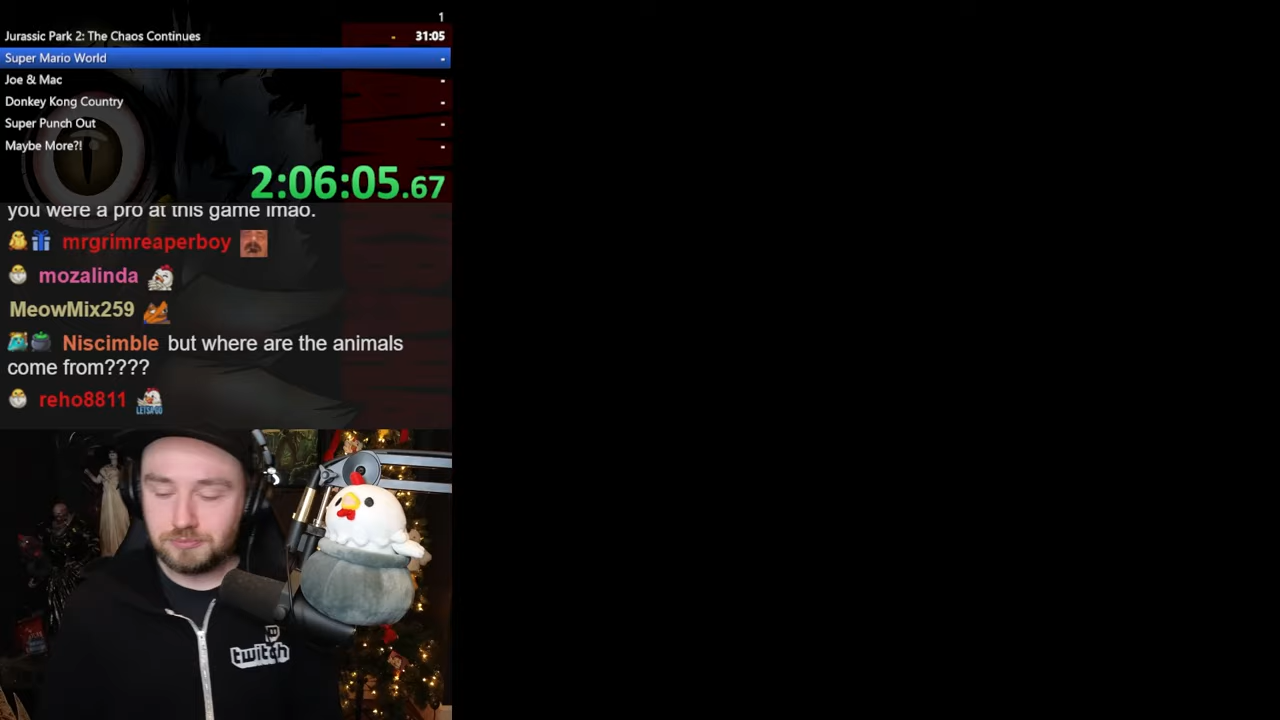 1
Jurassic Park 2: The Chaos Continues - 31:05
Super Mario World -
Joe & Mac -
Donkey Kong Country -
Super Punch Out -
Maybe More?! -
2:06:05.67
you were a pro at this game lmao.
mrgrimreaperboy
mozalinda
MeowMix259
Niscimble but where are the animals
come from????
reho8811
LETSAGO
twitch